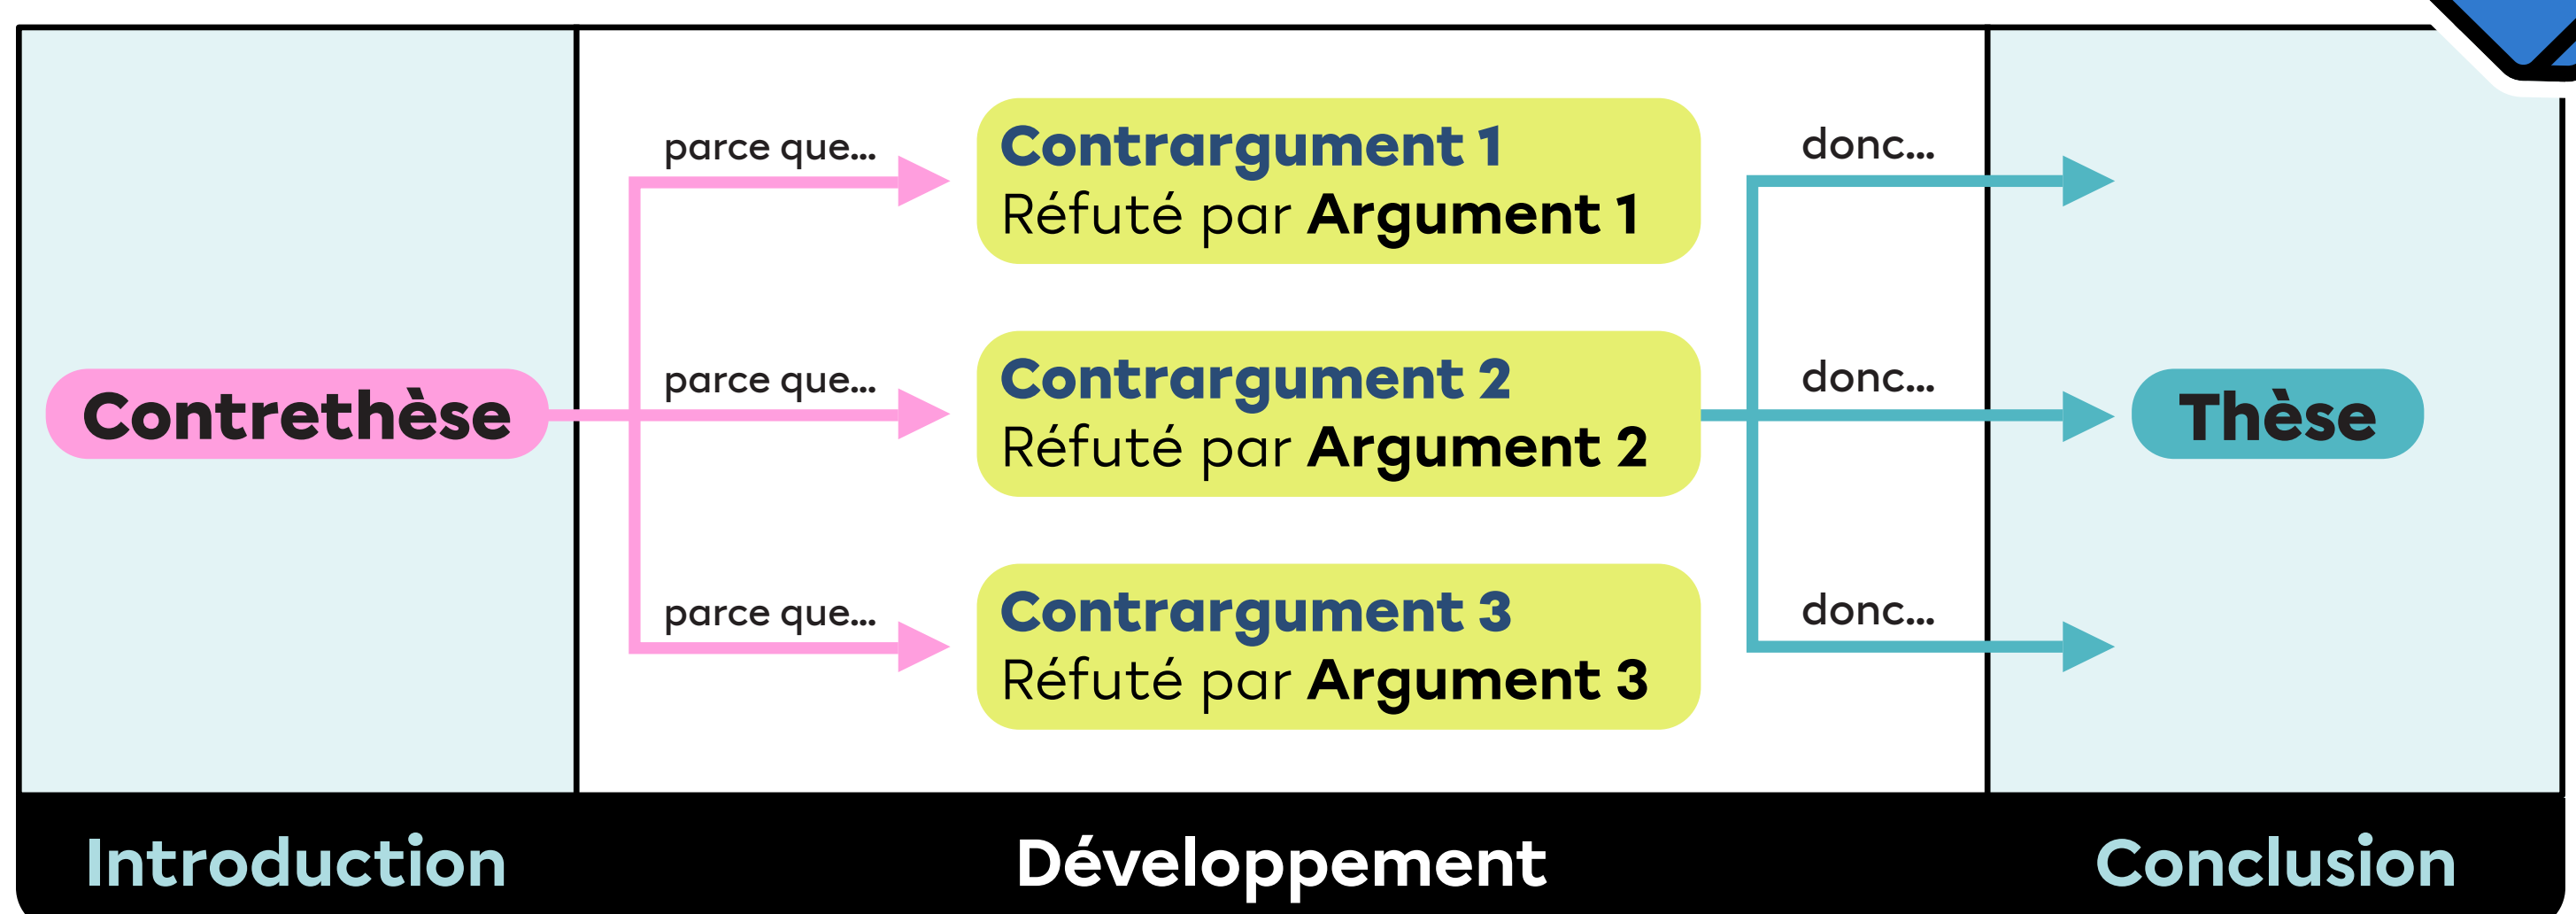 parce que...
Contrargument 1
Réfuté par Argument 1
donc...
Contrethèse
parce que...
Contrargument 2
Réfuté par Argument 2
donc...
Thèse
parce que...
Contrargument 3
Réfuté par Argument 3
donc...
Introduction
Développement
Conclusion